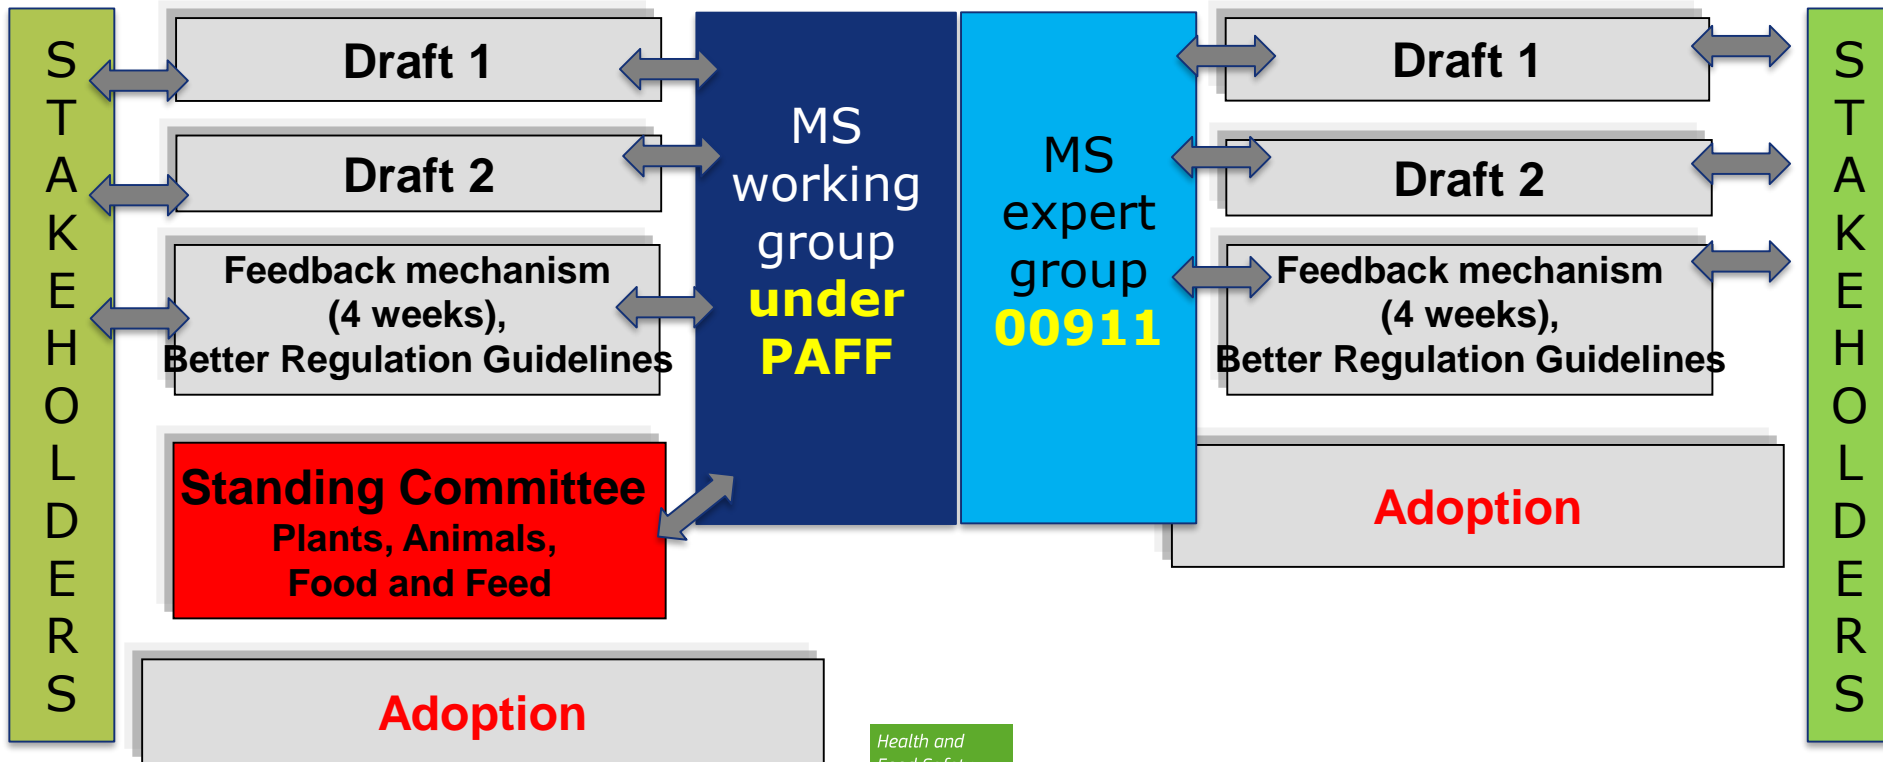 STAKEHOLDERS
Draft 1
Draft 2
Feedback mechanism
(4 weeks),
Better Regulation Guidelines
Standing Committee
Plants, Animals,
Food and Feed
Adoption
MS
working
group
under
PAFF
MS
expert
group
00911
Draft 1
Draft 2
Feedback mechanism
(4 weeks),
Better Regulation Guidelines
Adoption
STAKEHOLDERS
Health and